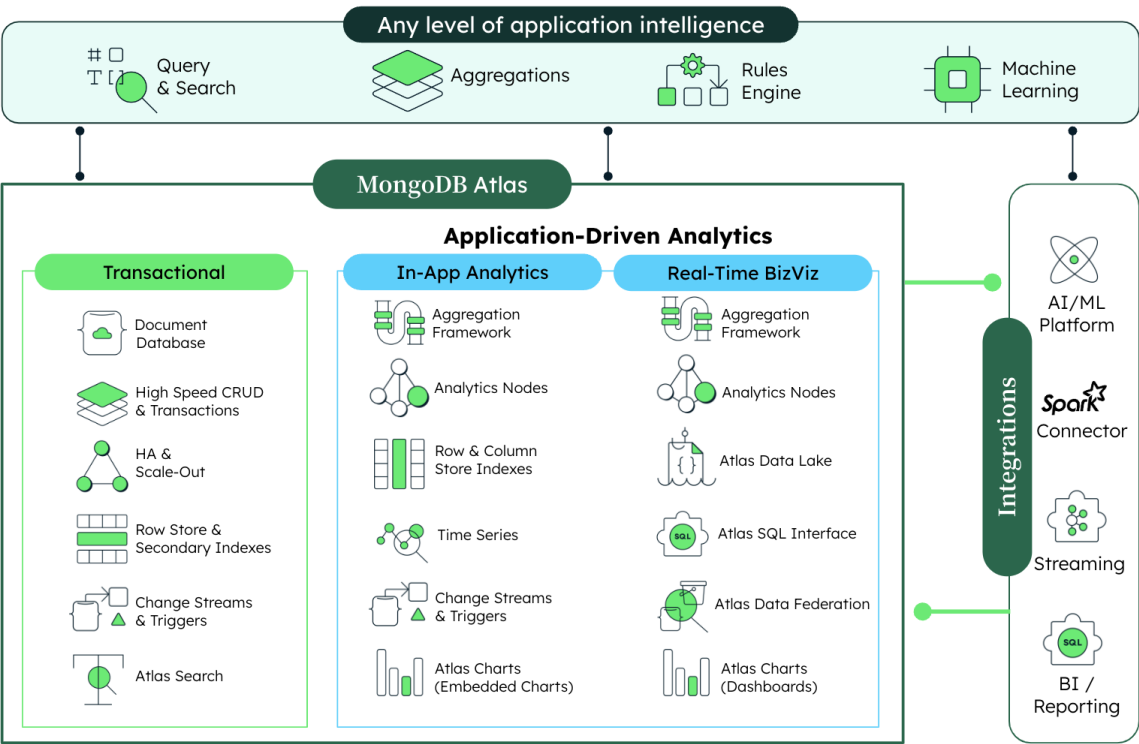 Any level of application intelligence
# T []
Query
& Search
Aggregations
Rules
Engine
Machine
Learning
MongoDB Atlas
Application-Driven Analytics
Transactional
Document
Database
High Speed CRUD
& Transactions
HA &
Scale-Out
Row Store &
Secondary Indexes
Change Streams
& Triggers
Atlas Search
In-App Analytics
Aggregation
Framework
Analytics Nodes
Row & Column
Store Indexes
Time Series
Change Streams
& Triggers
Atlas Charts
(Embedded Charts)
Real-Time BizViz
Aggregation
Framework
Analytics Nodes
{}
Atlas Data Lake
SQL
Atlas SQL Interface
Atlas Data Federation
Atlas Charts
(Dashboards)
Integrations
AI/ML
Platform
Spark
Connector
Streaming
SQL
BI /
Reporting